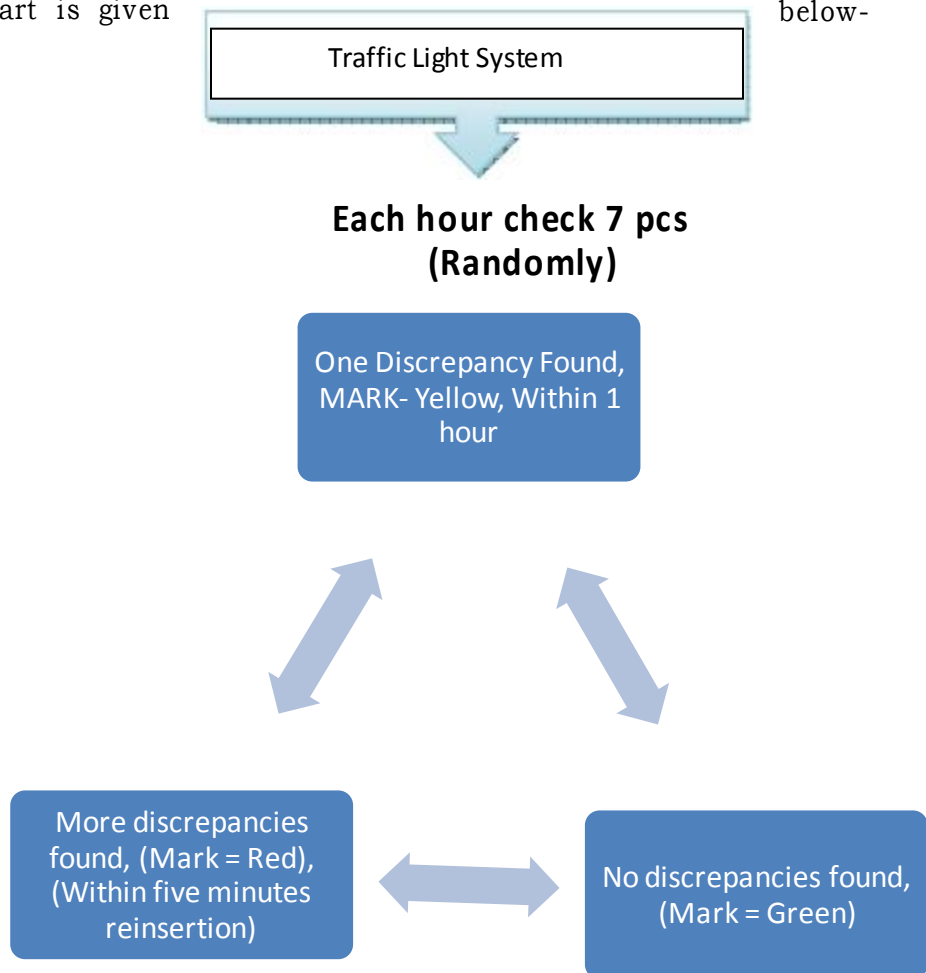 art is given below-
Traffic Light System
Each hour check 7 pcs
(Randomly)
One Discrepancy Found,
MARK- Yellow, Within 1
hour
More discrepancies
found, (Mark = Red),
(Within five minutes
reinsertion)
No discrepancies found,
(Mark = Green)